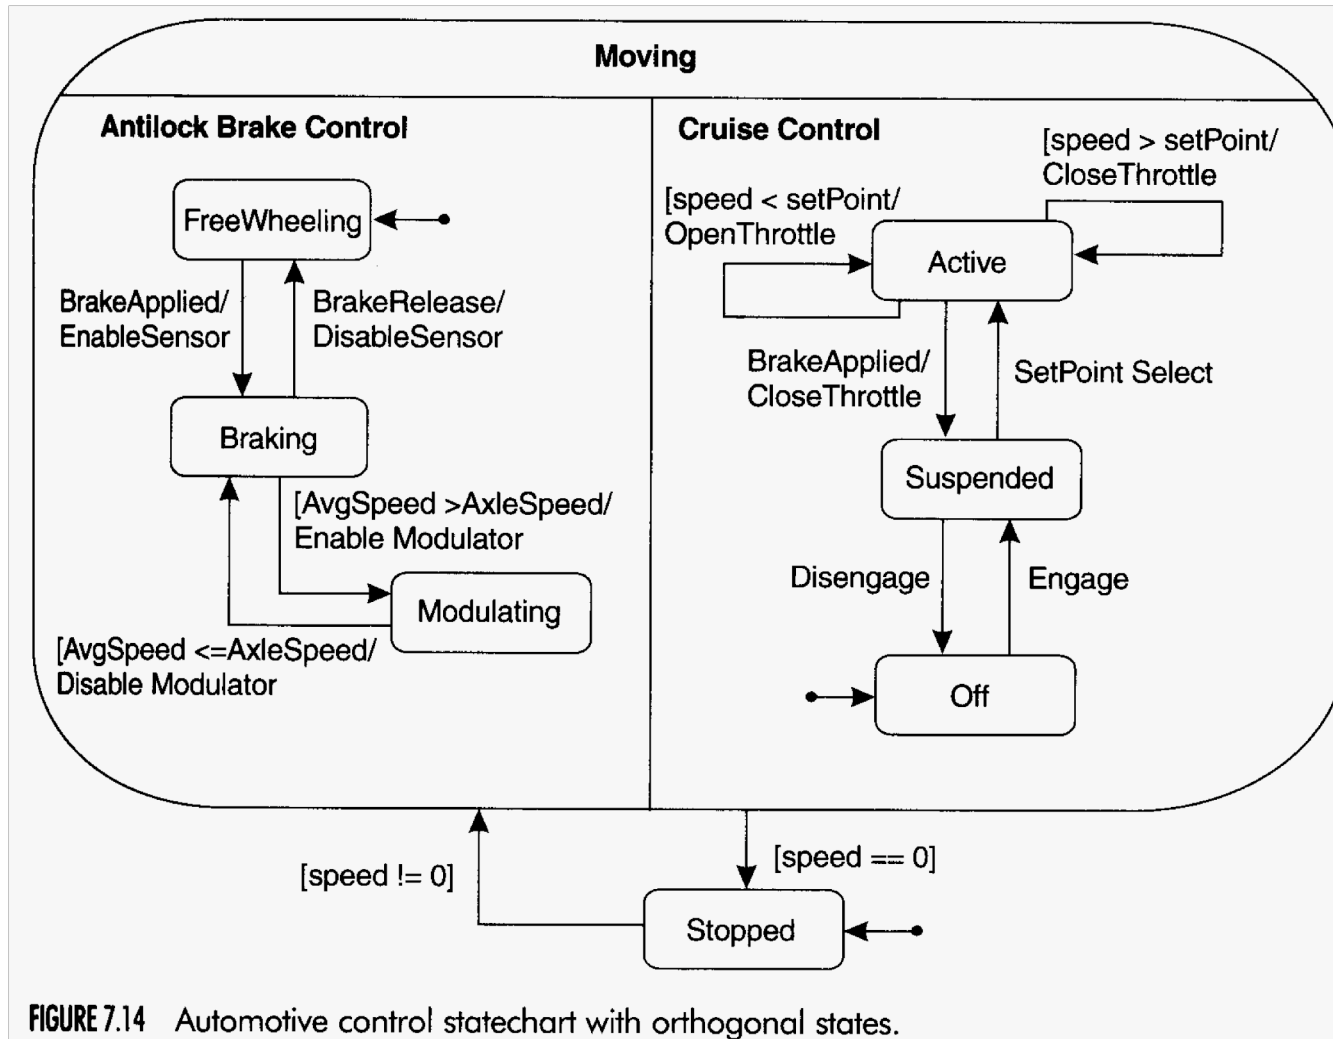 Moving
Antilock Brake Control
FreeWheeling
BrakeApplied/
EnableSensor
BrakeRelease/
DisableSensor
Braking
[AvgSpeed >AxleSpeed/
Enable Modulator
Modulating
[AvgSpeed <=AxleSpeed/
Disable Modulator
Cruise Control
[speed > setPoint/
CloseThrottle
[speed < setPoint/
OpenThrottle
Active
BrakeApplied/
CloseThrottle
SetPoint Select
Suspended
Disengage
Engage
Off
[speed != 0]
[speed == 0]
Stopped
FIGURE 7.14 Automotive control statechart with orthogonal states.